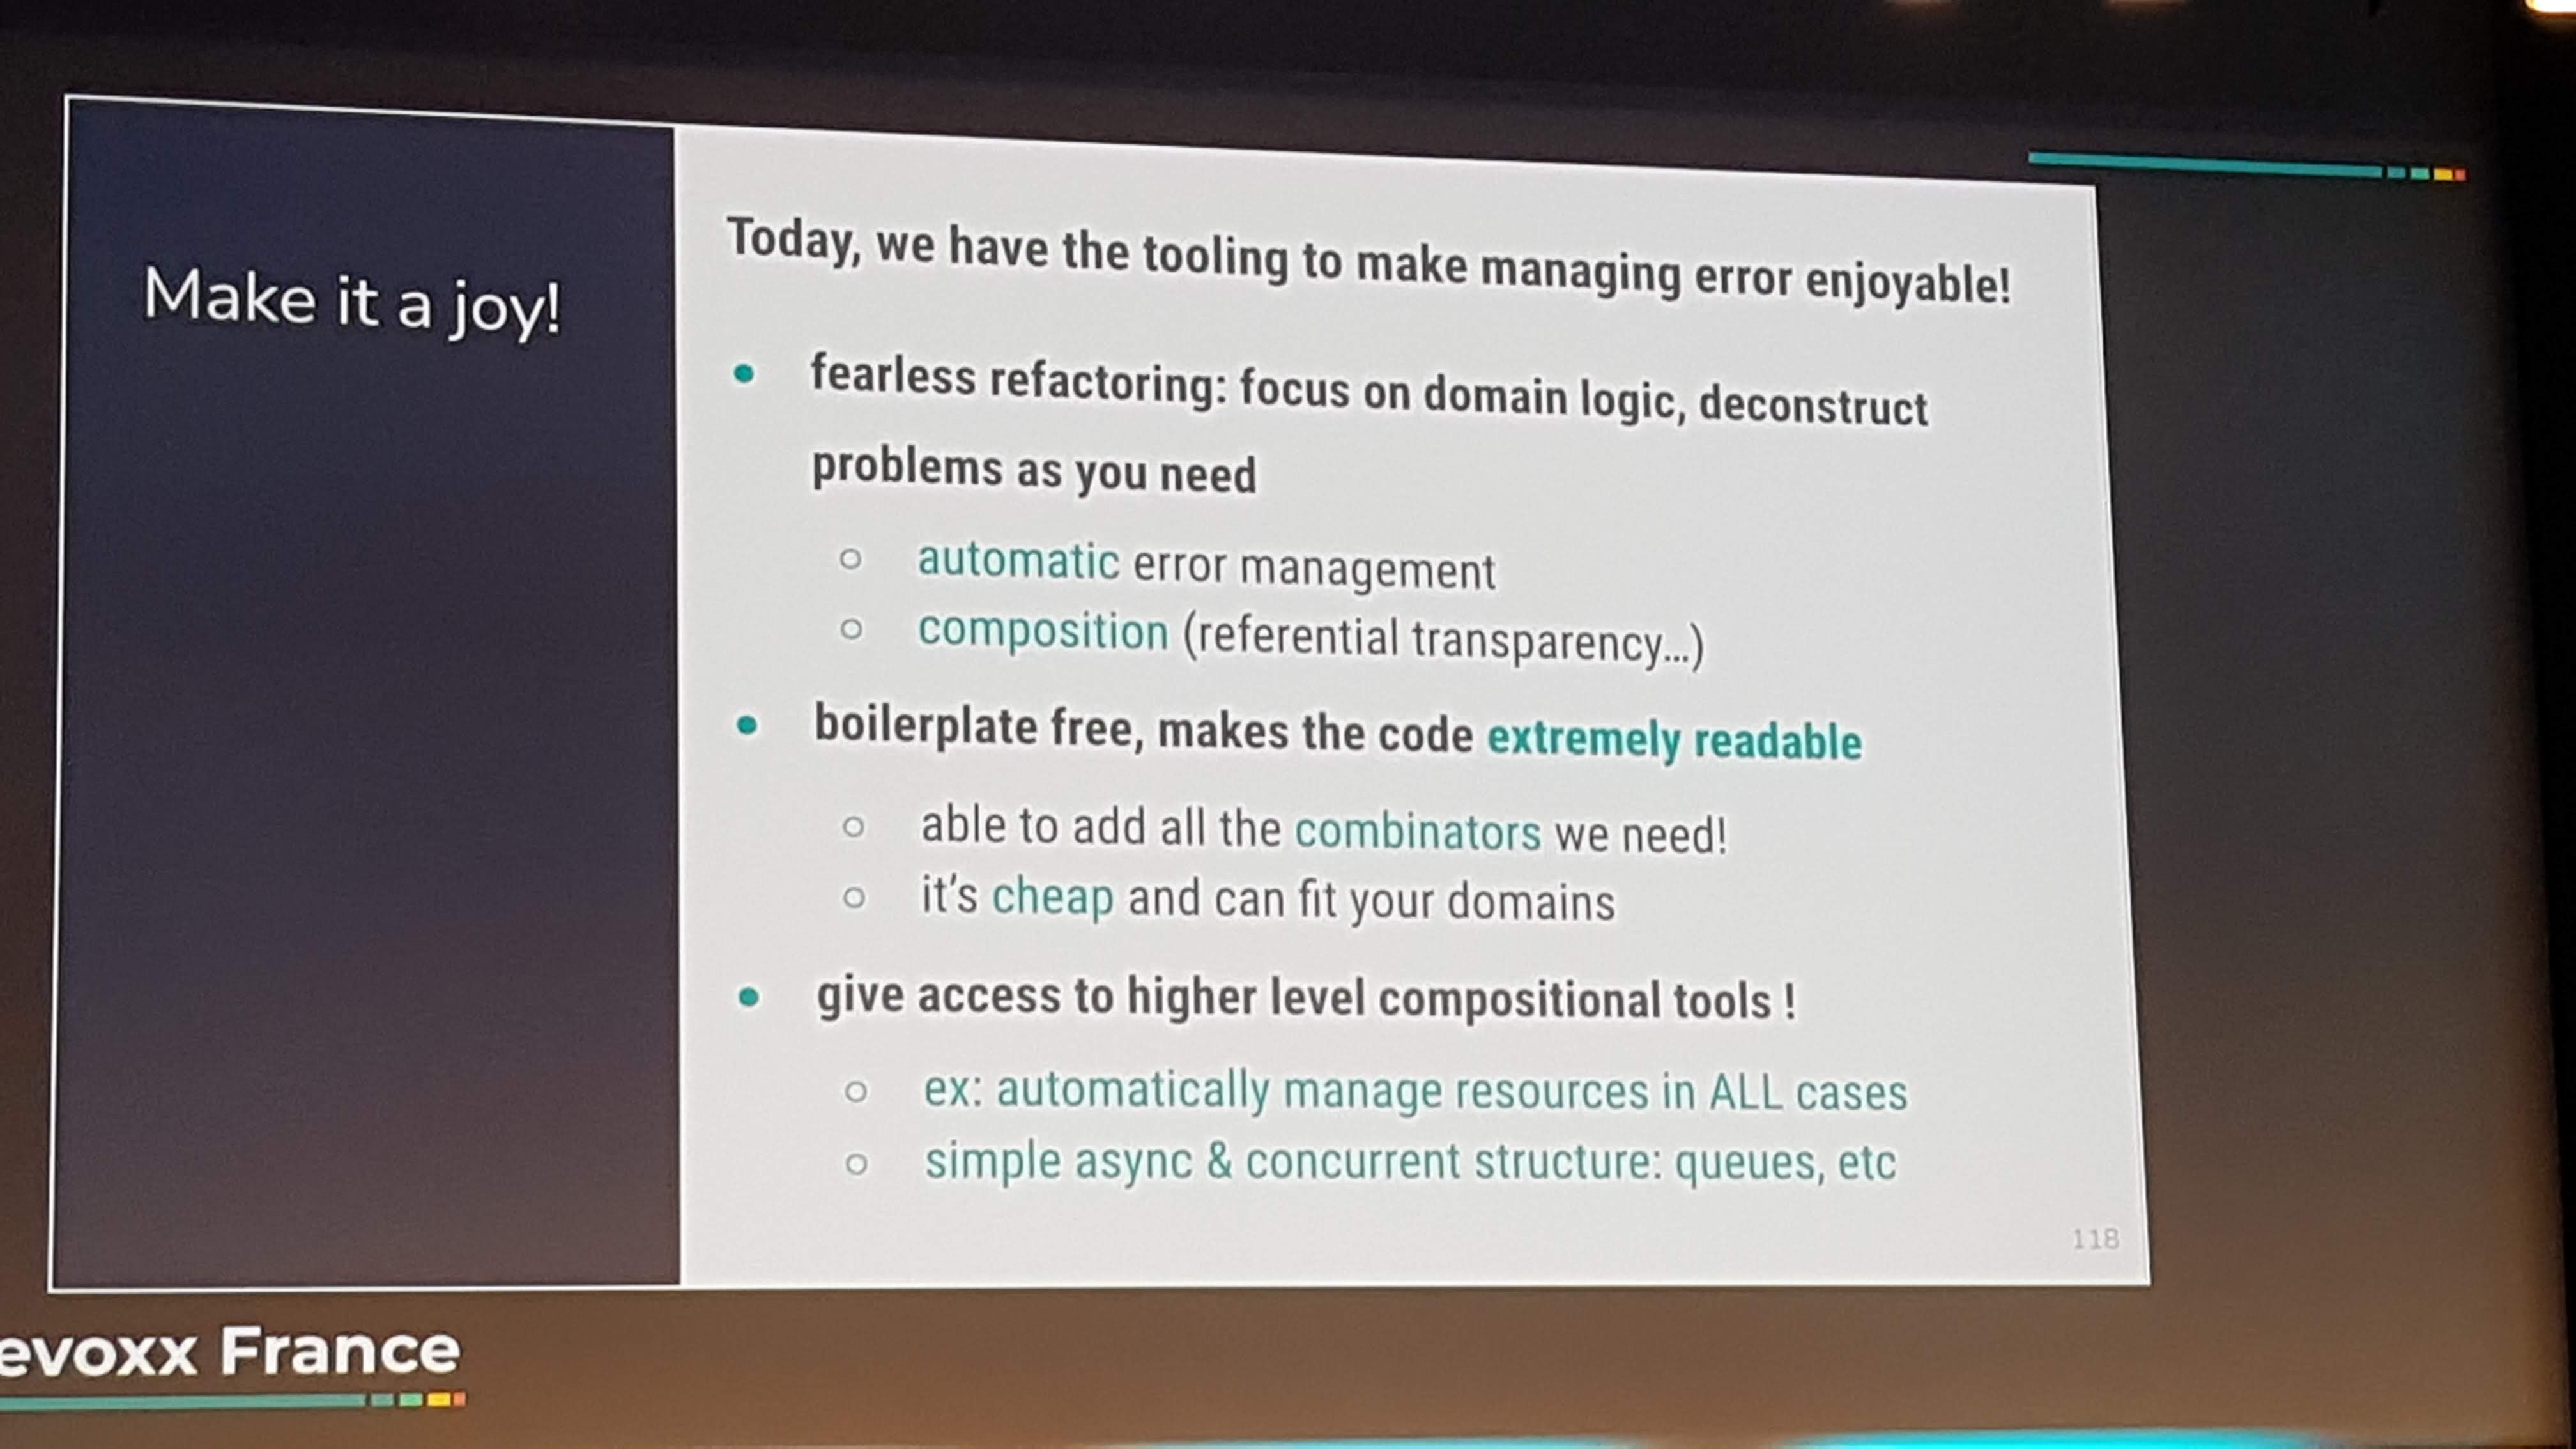 Make it a joy!
Today, we have the tooling to make managing error enjoyable!
● fearless refactoring: focus on domain logic, deconstruct
problems as you need
○ automatic error management
○ composition (referential transparency...)
● boilerplate free, makes the code extremely readable
○ able to add all the combinators we need!
○ it's cheap and can fit your domains
● give access to higher level compositional tools !
○ ex: automatically manage resources in ALL cases
○ simple async & concurrent structure: queues, etc
118
evoxx France